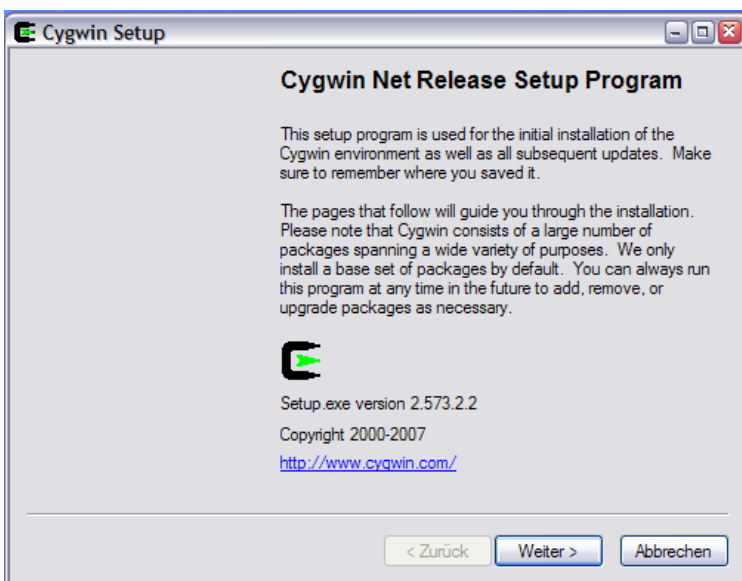 Cygwin Setup
Cygwin Net Release Setup Program
This setup program is used for the initial installation of the
Cygwin environment as well as all subsequent updates.  Make
sure to remember where you saved it.
The pages that follow will guide you through the installation.
Please note that Cygwin consists of a large number of
packages spanning a wide variety of purposes.  We only
install a base set of packages by default.  You can always run
this program at any time in the future to add, remove, or
upgrade packages as necessary.
Setup.exe version 2.573.2.2
Copyright 2000-2007
http://www.cygwin.com/
< Zurück Weiter > Abbrechen